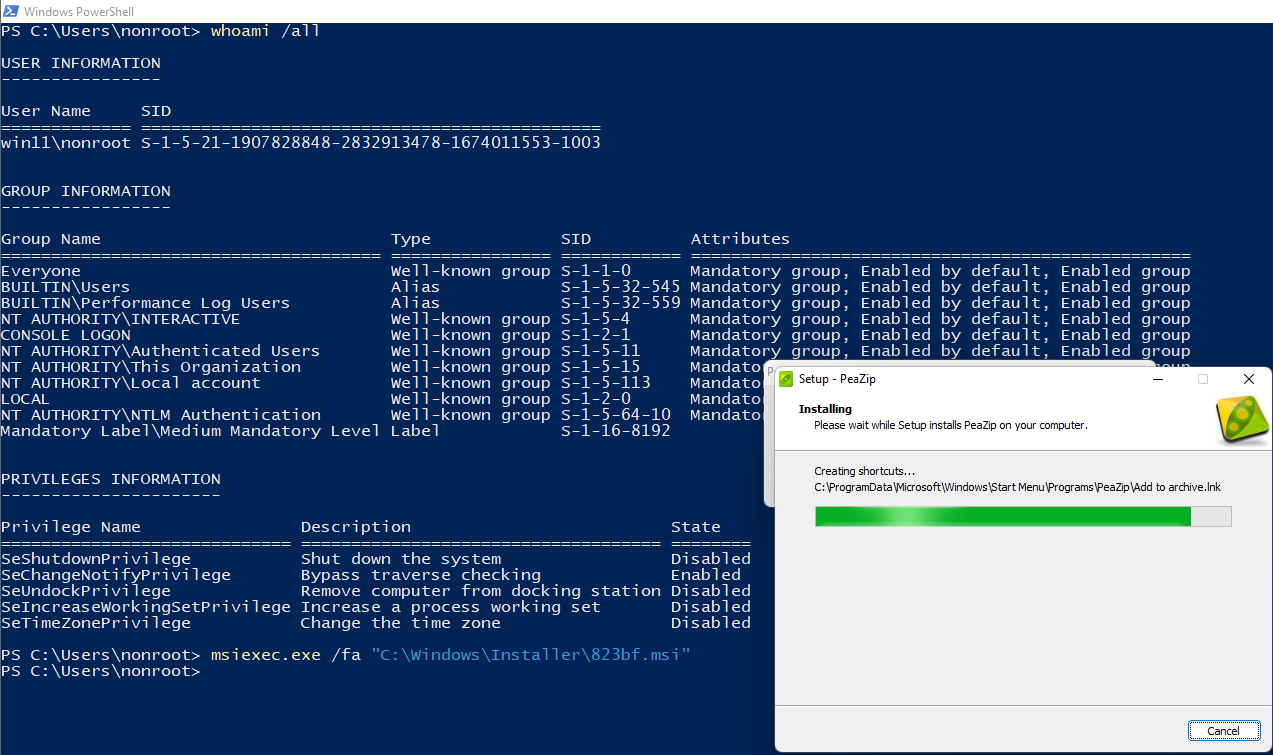 Windows PowerShell
PS C:\Users\nonroot> whoami /all
USER INFORMATION
----------------
User Name     SID
============= ==============================================
win11\nonroot S-1-5-21-1907828848-2832913478-1674011553-1003
GROUP INFORMATION
-----------------
Group Name                             Type             SID          Attributes
====================================== ================ ============ ==================================================
Everyone                               Well-known group S-1-1-0      Mandatory group, Enabled by default, Enabled group
BUILTIN\Users                          Alias            S-1-5-32-545 Mandatory group, Enabled by default, Enabled group
BUILTIN\Performance Log Users          Alias            S-1-5-32-559 Mandatory group, Enabled by default, Enabled group
NT AUTHORITY\INTERACTIVE               Well-known group S-1-5-4      Mandatory group, Enabled by default, Enabled group
CONSOLE LOGON                          Well-known group S-1-2-1      Mandatory group, Enabled by default, Enabled group
NT AUTHORITY\Authenticated Users       Well-known group S-1-5-11     Mandatory group, Enabled by default, Enabled group
NT AUTHORITY\This Organization         Well-known group S-1-5-15
NT AUTHORITY\Local account             Well-known group S-1-5-113    Mandato
LOCAL                                  Well-known group S-1-2-0      Mandato
NT AUTHORITY\NTLM Authentication       Well-known group S-1-5-64-10  Mandato
Mandatory Label\Medium Mandatory Level Label            S-1-16-8192
PRIVILEGES INFORMATION
----------------------
Privilege Name                Description                          State
============================= ==================================== ========
SeShutdownPrivilege           Shut down the system                 Disabled
SeChangeNotifyPrivilege       Bypass traverse checking             Enabled
SeUndockPrivilege             Remove computer from docking station Disabled
SeIncreaseWorkingSetPrivilege Increase a process working set       Disabled
SeTimeZonePrivilege           Change the time zone                 Disabled
PS C:\Users\nonroot> msiexec.exe /fa "C:\Windows\Installer\823bf.msi"
PS C:\Users\nonroot>
Setup - PeaZip
Installing
Please wait while Setup installs PeaZip on your computer.
Creating shortcuts...
C:\ProgramData\Microsoft\Windows\Start Menu\Programs\PeaZip\Add to archive.lnk
Cancel